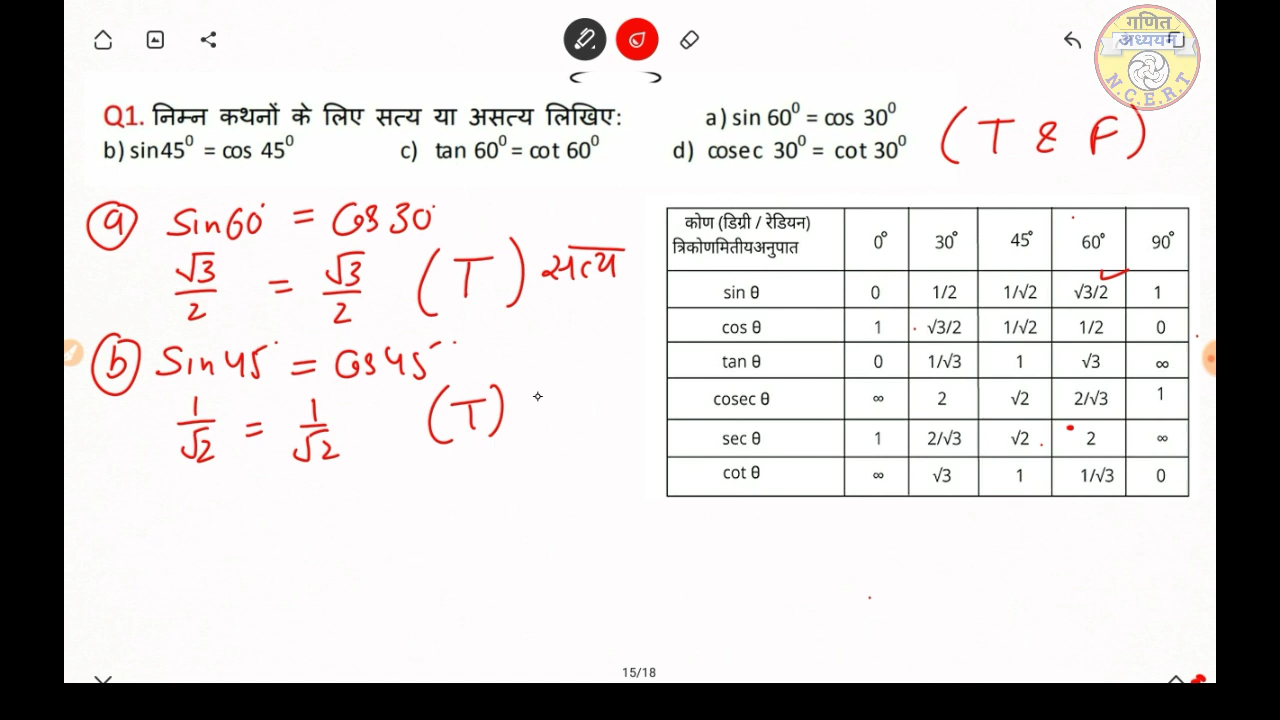 गणित
अध्ययन
N.C.E.R.T
Q1. निम्न कथनों के लिए सत्य या असत्य लिखिए: a) sin 60⁰ = cos 30⁰
b) sin45⁰ = cos 45⁰ c) tan 60⁰ = cot 60⁰ d) cosec 30⁰ = cot 30⁰
(T & F)
a Sin60° = Cos30°
√3/2 = √3/2 (T) सत्य
b Sin45° = Cos45°
1/√2 = 1/√2 (T)
कोण (डिग्री / रेडियन)
त्रिकोणमितीयअनुपात 0° 30° 45° 60° 90°
sin θ 0 1/2 1/√2 √3/2 1
cos θ 1 √3/2 1/√2 1/2 0
tan θ 0 1/√3 1 √3 ∞
cosec θ ∞ 2 √2 2/√3 1
sec θ 1 2/√3 √2 2 ∞
cot θ ∞ √3 1 1/√3 0
15/18